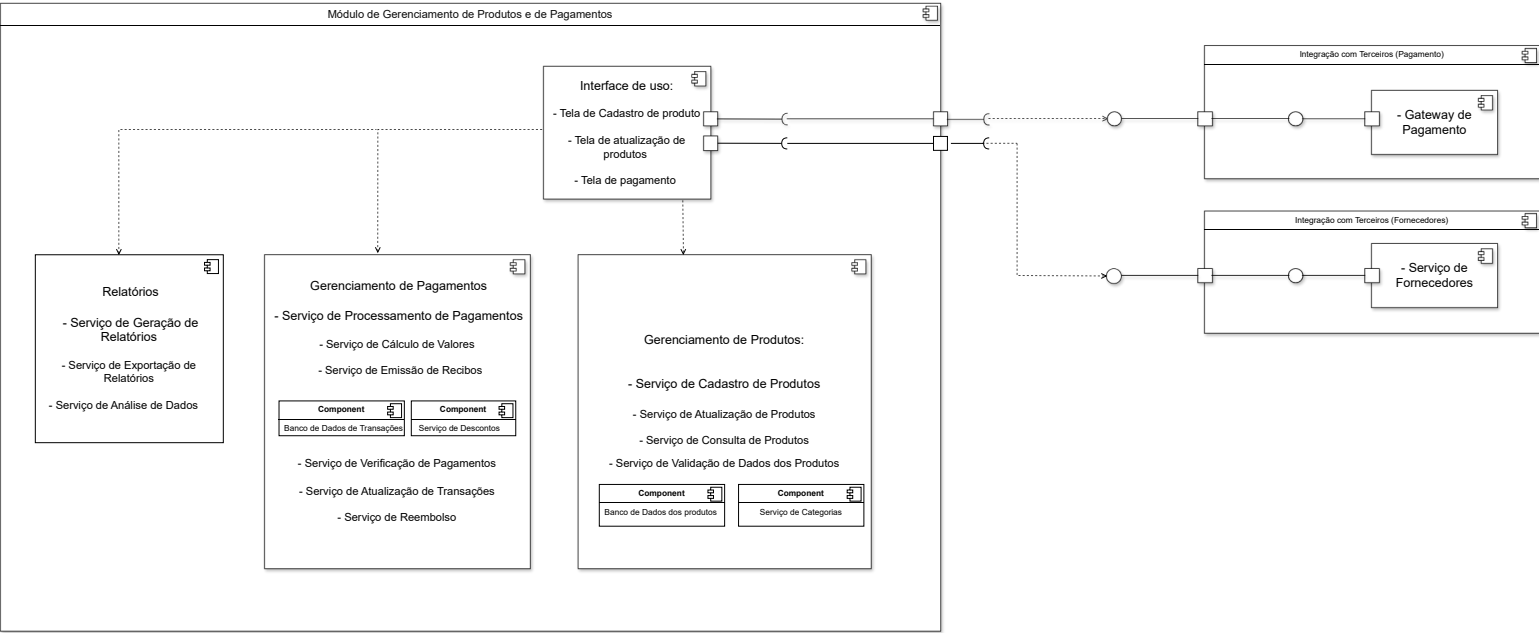 Módulo de Gerenciamento de Produtos e de Pagamentos
Interface de uso:
- Tela de Cadastro de produto
- Tela de atualização de
produtos
- Tela de pagamento
Integração com Terceiros (Pagamento)
- Gateway de
Pagamento
Integração com Terceiros (Fornecedores)
- Serviço de
Fornecedores
Relatórios
- Serviço de Geração de
Relatórios
- Serviço de Exportação de
Relatórios
- Serviço de Análise de Dados
Gerenciamento de Pagamentos
- Serviço de Processamento de Pagamentos
- Serviço de Cálculo de Valores
- Serviço de Emissão de Recibos
Component
Banco de Dados de Transações
Component
Serviço de Descontos
- Serviço de Verificação de Pagamentos
- Serviço de Atualização de Transações
- Serviço de Reembolso
Gerenciamento de Produtos:
- Serviço de Cadastro de Produtos
- Serviço de Atualização de Produtos
- Serviço de Consulta de Produtos
- Serviço de Validação de Dados dos Produtos
Component
Banco de Dados dos produtos
Component
Serviço de Categorias